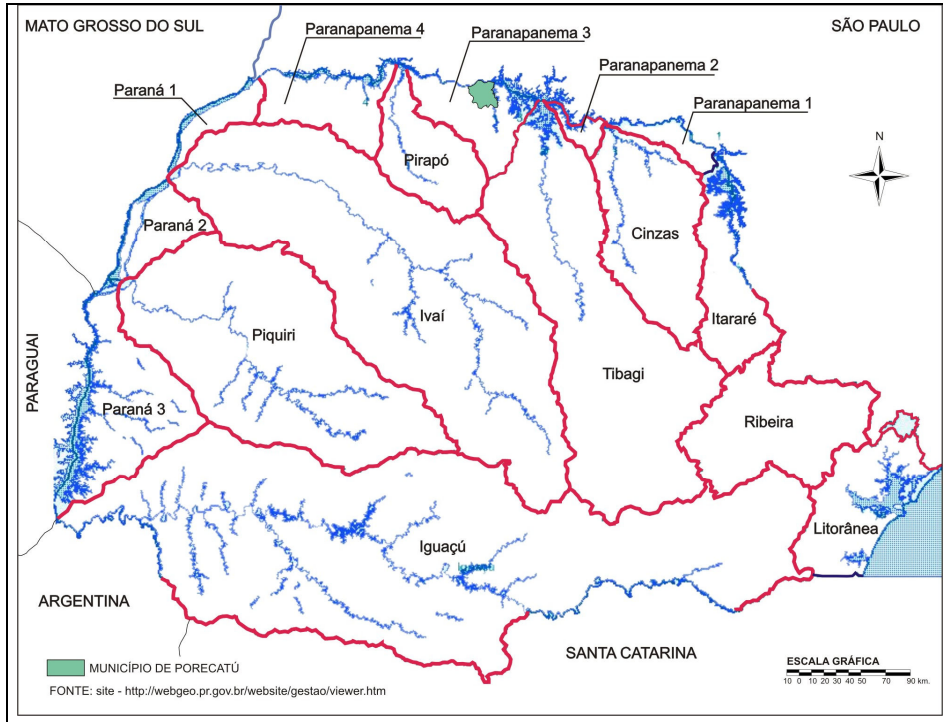 MATO GROSSO DO SUL
Paranapanema 4
Paranapanema 3
SÃO PAULO
Paranapanema 2
Paraná 1
Paranapanema 1
N
Pirapó
Paraná 2
Cinzas
Ivaí
Itararé
Piquiri
PARAGUAI
Tibagi
Paraná 3
Ribeira
Litorânea
Iguaçú
ARGENTINA
SANTA CATARINA
MUNICÍPIO DE PORECATÚ
ESCALA GRÁFICA
10 0 10 20 30 40 50 70 90 km.
FONTE: site - http://webgeo.pr.gov.br/website/gestao/viewer.htm